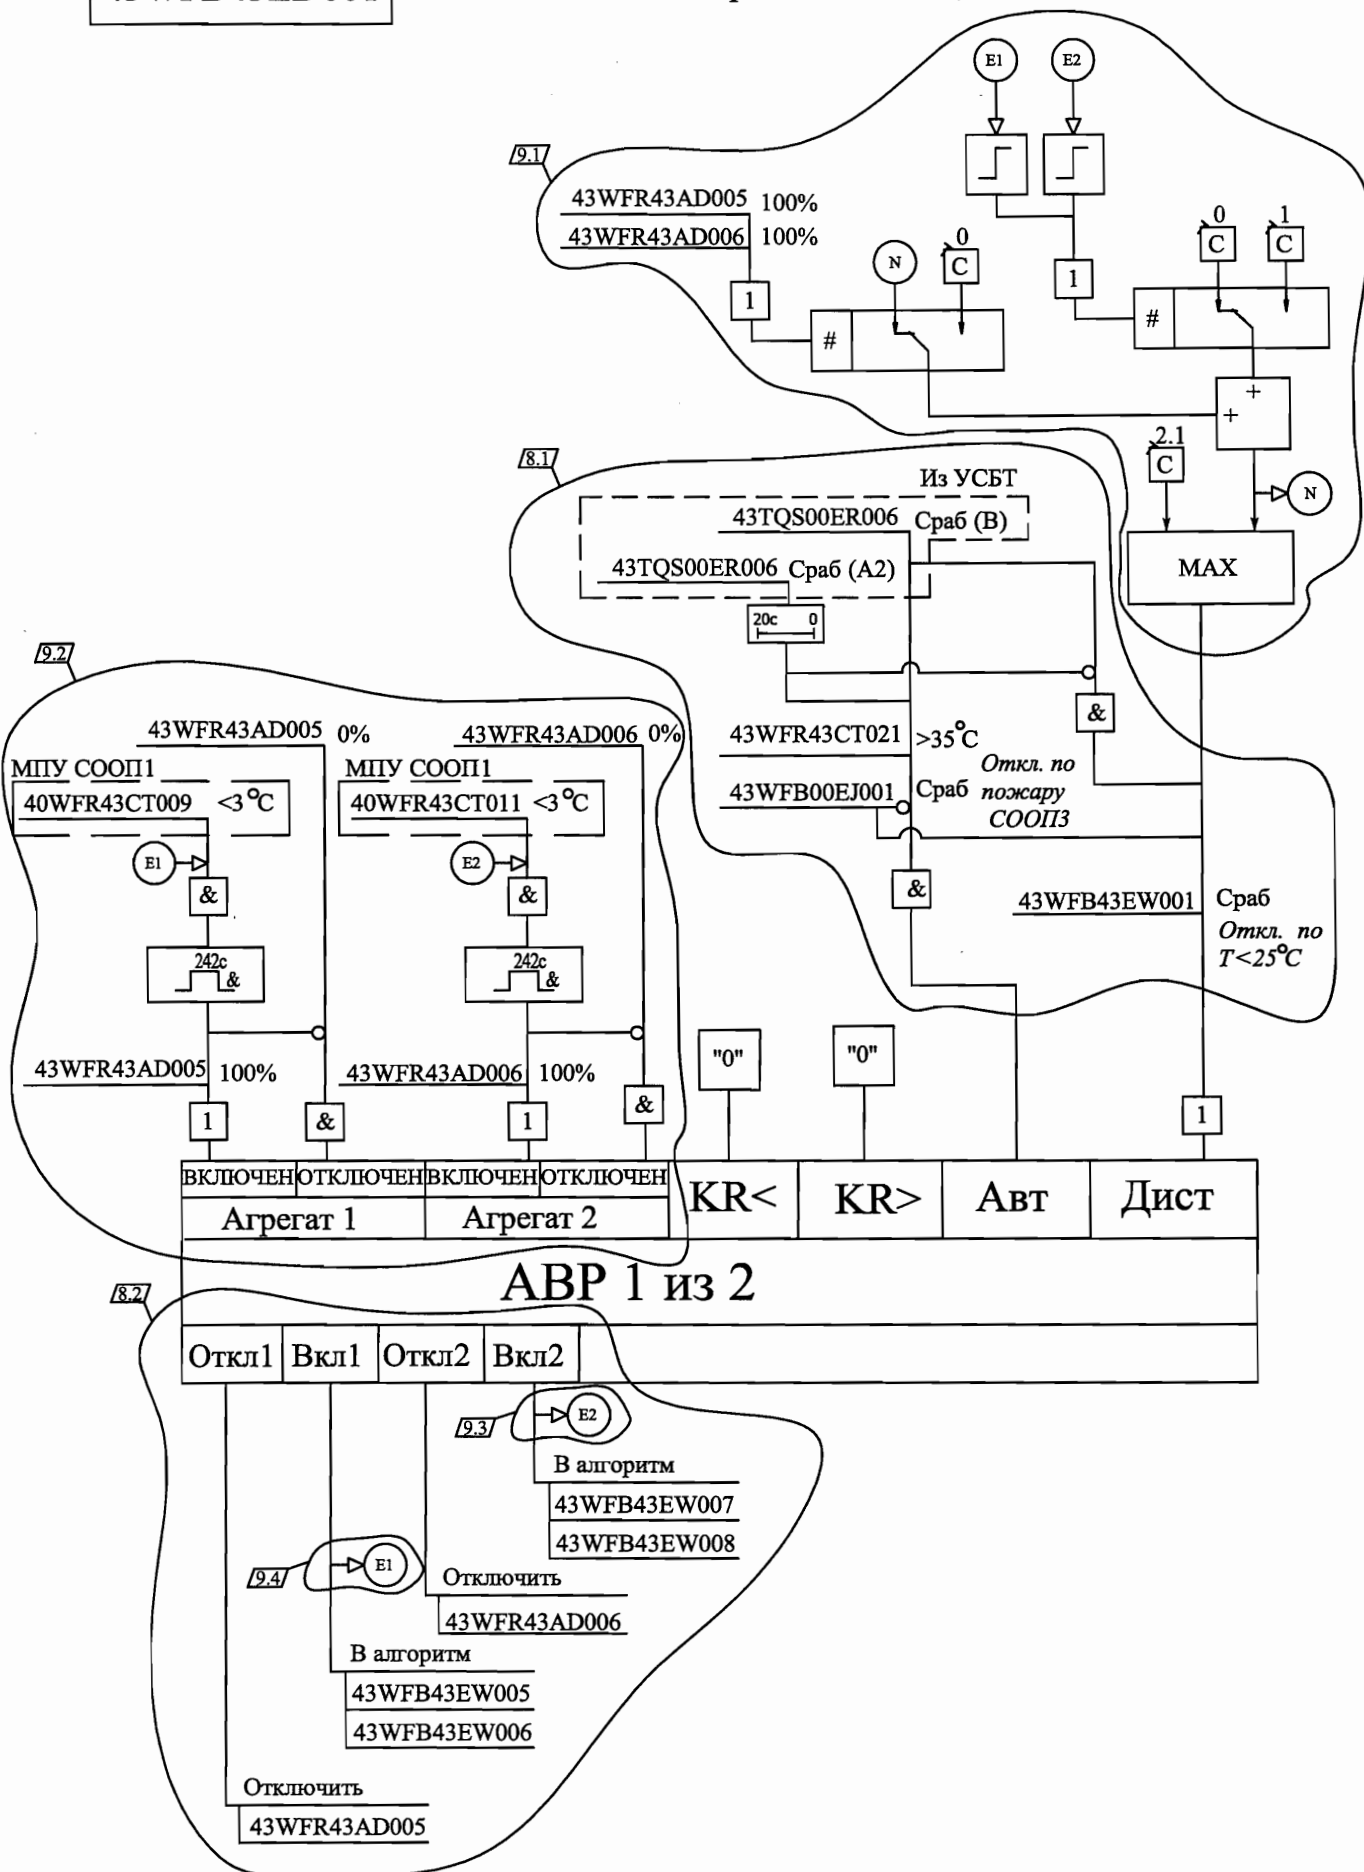 E1 E2
9.1
43WFR43AD005 100%
43WFR43AD006 100%
0 1
C C
0
N C
1
1
#
#
+
+
2.1
C
N
8.1
Из УСБТ
43TQS00ER006 Сраб (В)
43TQS00ER006 Сраб (А2)
MAX
20с 0
9.2
&
43WFR43AD005 0%
43WFR43AD006 0%
43WFR43CT021 >35°С
МПУ СООП1
МПУ СООП1
Откл. по
пожару
СООП3
40WFR43CT009 <3°С
40WFR43CT011 <3°С
43WFB00EJ001 Сраб
E1
E2
&
&
&
43WFB43EW001 Сраб
Откл. по
T<25°С
242с
&
242с
&
43WFR43AD005 100%
43WFR43AD006 100%
"0"
"0"
1
&
1
&
1
ВКЛЮЧЕН ОТКЛЮЧЕН ВКЛЮЧЕН ОТКЛЮЧЕН
Агрегат 1
Агрегат 2
KR<
KR>
Авт
Дист
АВР 1 из 2
8.2
Откл1 Вкл1 Откл2 Вкл2
9.3
E2
В алгоритм
43WFB43EW007
43WFB43EW008
9.4
E1
Отключить
43WFR43AD006
В алгоритм
43WFB43EW005
43WFB43EW006
Отключить
43WFR43AD005